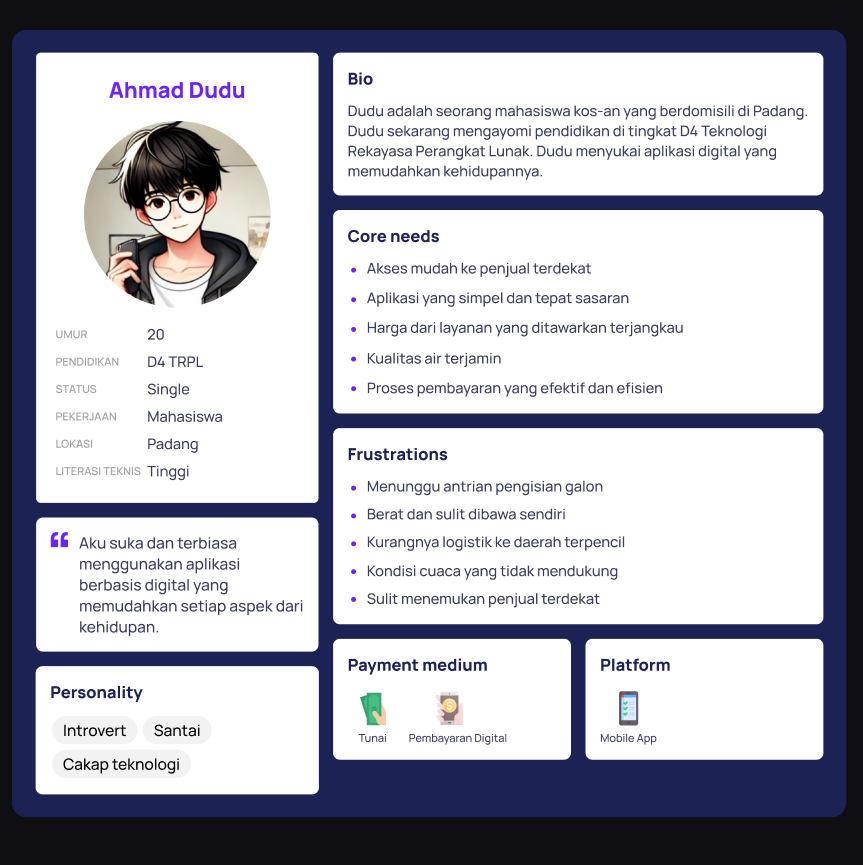 Ahmad Dudu
UMUR 20
PENDIDIKAN D4 TRPL
STATUS Single
PEKERJAAN Mahasiswa
LOKASI Padang
LITERASI TEKNIS Tinggi
Aku suka dan terbiasa
menggunakan aplikasi
berbasis digital yang
memudahkan setiap aspek dari
kehidupan.
Personality
Introvert Santai
Cakap teknologi
Bio
Dudu adalah seorang mahasiswa kos-an yang berdomisili di Padang.
Dudu sekarang mengayomi pendidikan di tingkat D4 Teknologi
Rekayasa Perangkat Lunak. Dudu menyukai aplikasi digital yang
memudahkan kehidupannya.
Core needs
Akses mudah ke penjual terdekat
Aplikasi yang simpel dan tepat sasaran
Harga dari layanan yang ditawarkan terjangkau
Kualitas air terjamin
Proses pembayaran yang efektif dan efisien
Frustrations
Menunggu antrian pengisian galon
Berat dan sulit dibawa sendiri
Kurangnya logistik ke daerah terpencil
Kondisi cuaca yang tidak mendukung
Sulit menemukan penjual terdekat
Payment medium
Tunai Pembayaran Digital
Platform
Mobile App